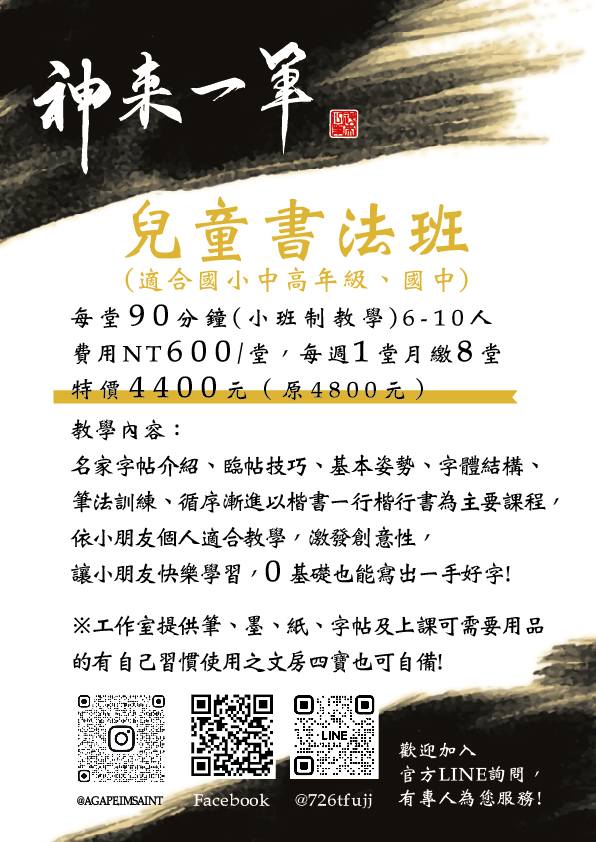 神来一筆
兒童書法班
(適合國小中高年級、國中)
每堂90分鐘(小班制教學)6-10人
費用NT600/堂，每週1堂月繳8堂
特價4400元（原4800元）
教學內容：
名家字帖介紹、臨帖技巧、基本姿勢、字體結構、
筆法訓練、循序漸進以楷書一行楷行書為主要課程，
依小朋友個人適合教學，激發創意性，
讓小朋友快樂學習，0 基礎也能寫出一手好字!
※工作室提供筆、墨、紙、字帖及上課可需要用品
的有自己習慣使用之文房四寶也可自備!
LINE
@AGAPEIMSAINT
Facebook
@726tfujj
歡迎加入
官方LINE詢問，
有專人為您服務!